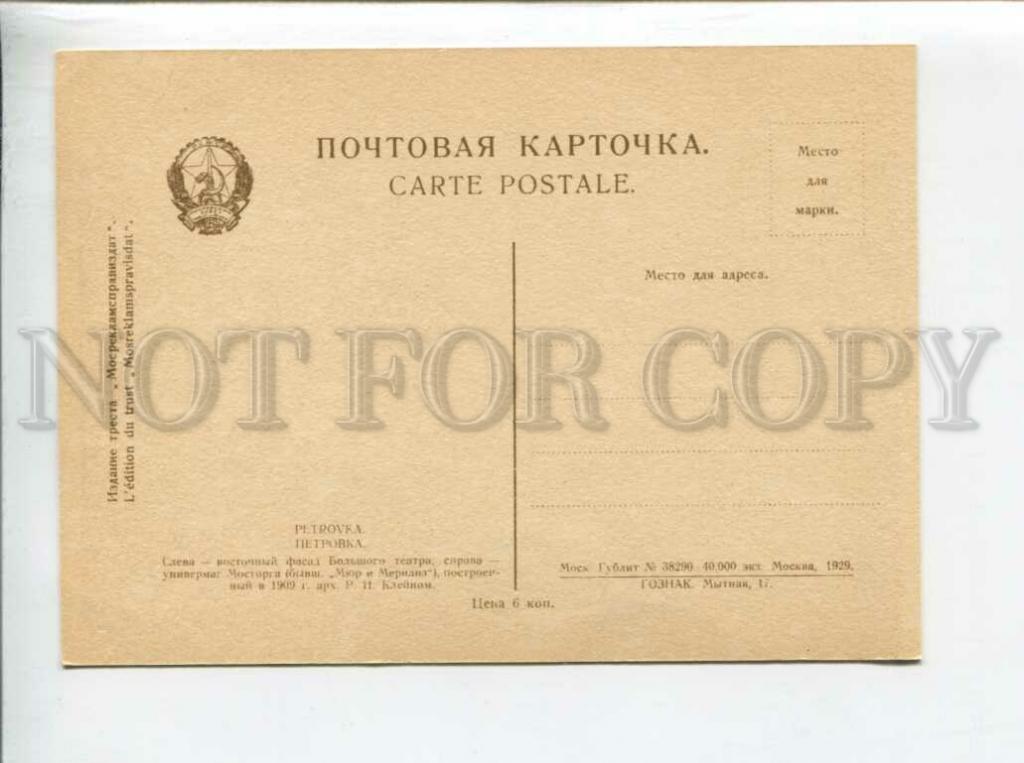 ПОЧТОВАЯ КАРТОЧКА.
CARTE POSTALE.
Место
для
марки.
Место для адреса.
Издание треста „Мосрекламсправиздат".
L'édition du trust „Mosreklamspravisdat".
NOT FOR COPY
PETROVKA.
ПЕТРОВКА.
Слева — восточный фасад Большого театра, справа —
универмаг Мосторга (бывш. „Мюр и Мерилиз"), построен-
ный в 1909 г. арх. Р. И. Клейном.
Цена 6 коп.
Моск Гублит № 38290 40,000 экз. Москва, 1929.
ГОЗНАК. Мытная, 17.